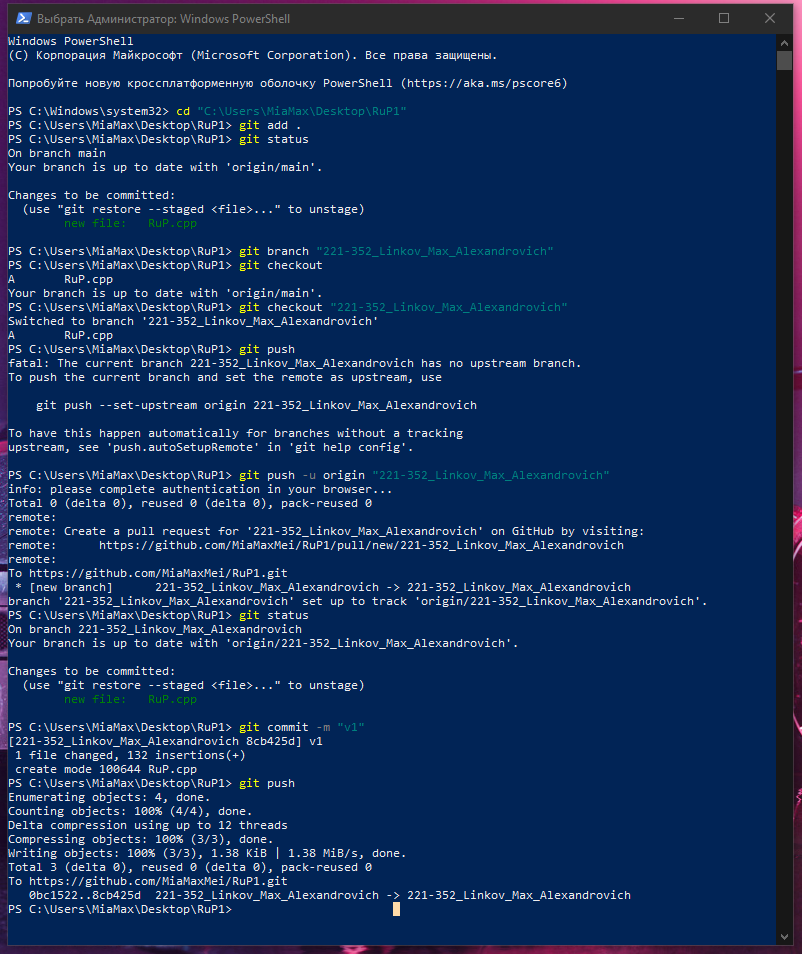 Выбрать Администратор: Windows PowerShell
Windows PowerShell
(C) Корпорация Майкрософт (Microsoft Corporation). Все права защищены.
Попробуйте новую кроссплатформенную оболочку PowerShell (https://aka.ms/pscore6)
PS C:\Windows\system32> cd "C:\Users\MiaMax\Desktop\RuP1"
PS C:\Users\MiaMax\Desktop\RuP1> git add .
PS C:\Users\MiaMax\Desktop\RuP1> git status
On branch main
Your branch is up to date with 'origin/main'.
Changes to be committed:
  (use "git restore --staged <file>..." to unstage)
        new file:   RuP.cpp
PS C:\Users\MiaMax\Desktop\RuP1> git branch "221-352_Linkov_Max_Alexandrovich"
PS C:\Users\MiaMax\Desktop\RuP1> git checkout
A       RuP.cpp
Your branch is up to date with 'origin/main'.
PS C:\Users\MiaMax\Desktop\RuP1> git checkout "221-352_Linkov_Max_Alexandrovich"
Switched to branch '221-352_Linkov_Max_Alexandrovich'
A       RuP.cpp
PS C:\Users\MiaMax\Desktop\RuP1> git push
fatal: The current branch 221-352_Linkov_Max_Alexandrovich has no upstream branch.
To push the current branch and set the remote as upstream, use
    git push --set-upstream origin 221-352_Linkov_Max_Alexandrovich
To have this happen automatically for branches without a tracking
upstream, see 'push.autoSetupRemote' in 'git help config'.
PS C:\Users\MiaMax\Desktop\RuP1> git push -u origin "221-352_Linkov_Max_Alexandrovich"
info: please complete authentication in your browser...
Total 0 (delta 0), reused 0 (delta 0), pack-reused 0
remote:
remote: Create a pull request for '221-352_Linkov_Max_Alexandrovich' on GitHub by visiting:
remote:      https://github.com/MiaMaxMei/RuP1/pull/new/221-352_Linkov_Max_Alexandrovich
remote:
To https://github.com/MiaMaxMei/RuP1.git
 * [new branch]      221-352_Linkov_Max_Alexandrovich -> 221-352_Linkov_Max_Alexandrovich
branch '221-352_Linkov_Max_Alexandrovich' set up to track 'origin/221-352_Linkov_Max_Alexandrovich'.
PS C:\Users\MiaMax\Desktop\RuP1> git status
On branch 221-352_Linkov_Max_Alexandrovich
Your branch is up to date with 'origin/221-352_Linkov_Max_Alexandrovich'.
Changes to be committed:
  (use "git restore --staged <file>..." to unstage)
        new file:   RuP.cpp
PS C:\Users\MiaMax\Desktop\RuP1> git commit -m "v1"
[221-352_Linkov_Max_Alexandrovich 8cb425d] v1
 1 file changed, 132 insertions(+)
 create mode 100644 RuP.cpp
PS C:\Users\MiaMax\Desktop\RuP1> git push
Enumerating objects: 4, done.
Counting objects: 100% (4/4), done.
Delta compression using up to 12 threads
Compressing objects: 100% (3/3), done.
Writing objects: 100% (3/3), 1.38 KiB | 1.38 MiB/s, done.
Total 3 (delta 0), reused 0 (delta 0), pack-reused 0
To https://github.com/MiaMaxMei/RuP1.git
   0bc1522..8cb425d  221-352_Linkov_Max_Alexandrovich -> 221-352_Linkov_Max_Alexandrovich
PS C:\Users\MiaMax\Desktop\RuP1>